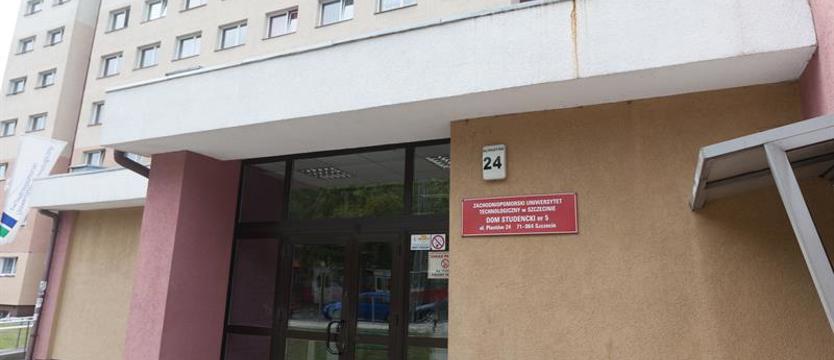 24
ZACHODNIOPOMORSKI UNIWERSYTET
TECHNOLOGICZNY w SZCZECINIE
DOM STUDENCKI nr 5
ul. Piastów 24 71-064 Szczecin